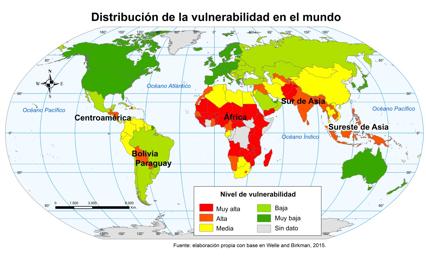 Distribución de la vulnerabilidad en el mundo
Océano Atlántico
Océano Pacífico
Océano Pacífico
Sur de Asia
Centroamérica
África
Sureste de Asia
Océano Índico
Bolivia
Paraguay
Nivel de vulnerabilidad
Muy alta
Baja
Alta
Muy baja
Media
Sin dato
Fuente: elaboración propia con base en Welle and Birkman, 2015.